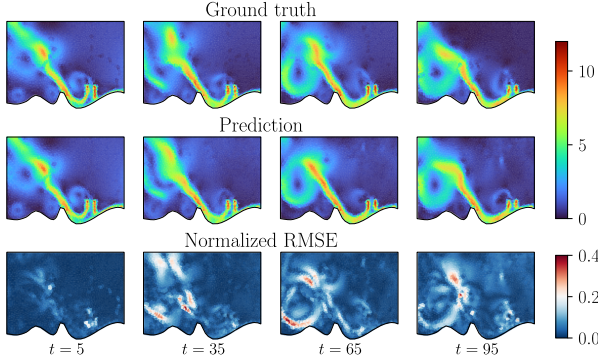 Ground truth
10
5
0
Prediction
Normalized RMSE
0.4
0.2
0.0
t = 5
t = 35
t = 65
t = 95